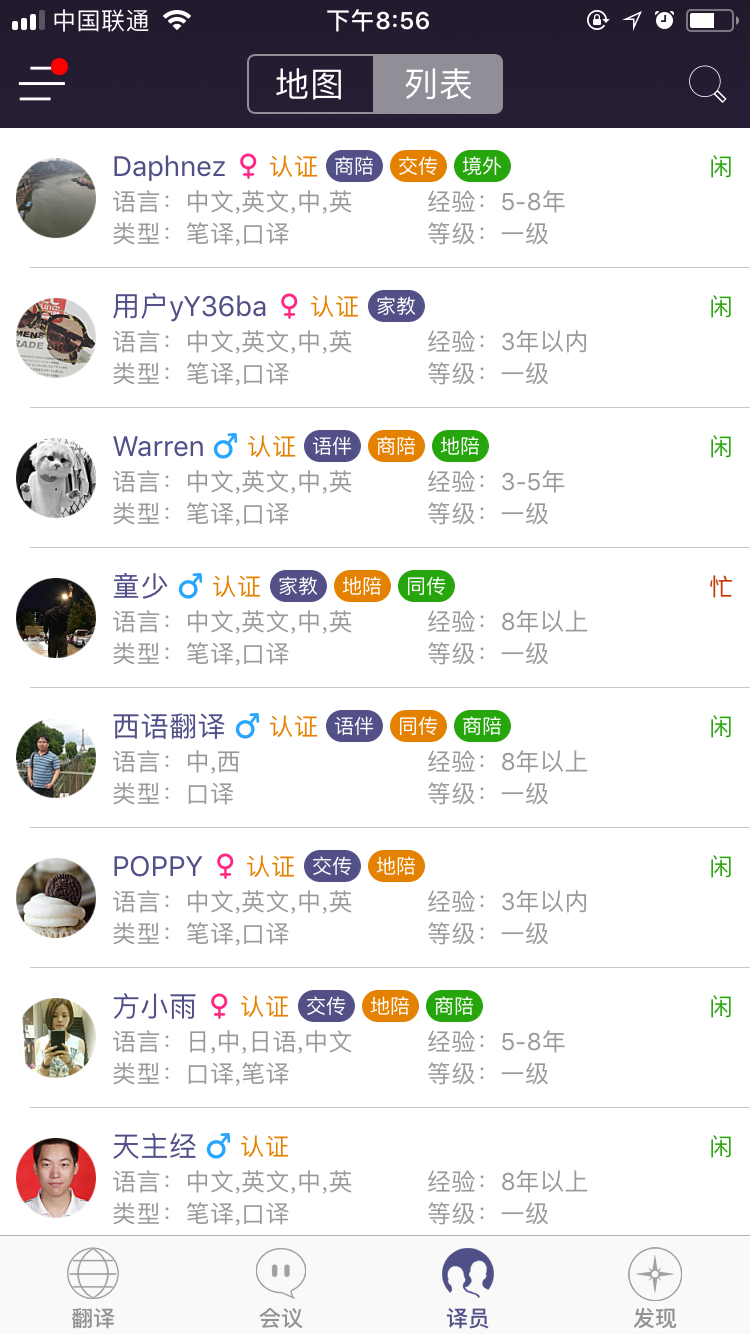 中国联通 下午8:56
地图 列表
Daphnez 认证 商陪 交传 境外 闲
语言：中文,英文,中,英 经验：5-8年
类型：笔译,口译 等级：一级
用户yY36ba 认证 家教 闲
语言：中文,英文,中,英 经验：3年以内
类型：笔译,口译 等级：一级
Warren 认证 语伴 商陪 地陪 闲
语言：中文,英文,中,英 经验：3-5年
类型：笔译,口译 等级：一级
童少 认证 家教 地陪 同传 忙
语言：中文,英文,中,英 经验：8年以上
类型：笔译,口译 等级：一级
西语翻译 认证 语伴 同传 商陪 闲
语言：中,西 经验：8年以上
类型：口译 等级：一级
POPPY 认证 交传 地陪 闲
语言：中文,英文,中,英 经验：3年以内
类型：笔译,口译 等级：一级
方小雨 认证 交传 地陪 商陪 闲
语言：日,中,日语,中文 经验：5-8年
类型：口译,笔译 等级：一级
天主经 认证 闲
语言：中文,英文,中,英 经验：8年以上
类型：笔译,口译 等级：一级
翻译 会议 译员 发现